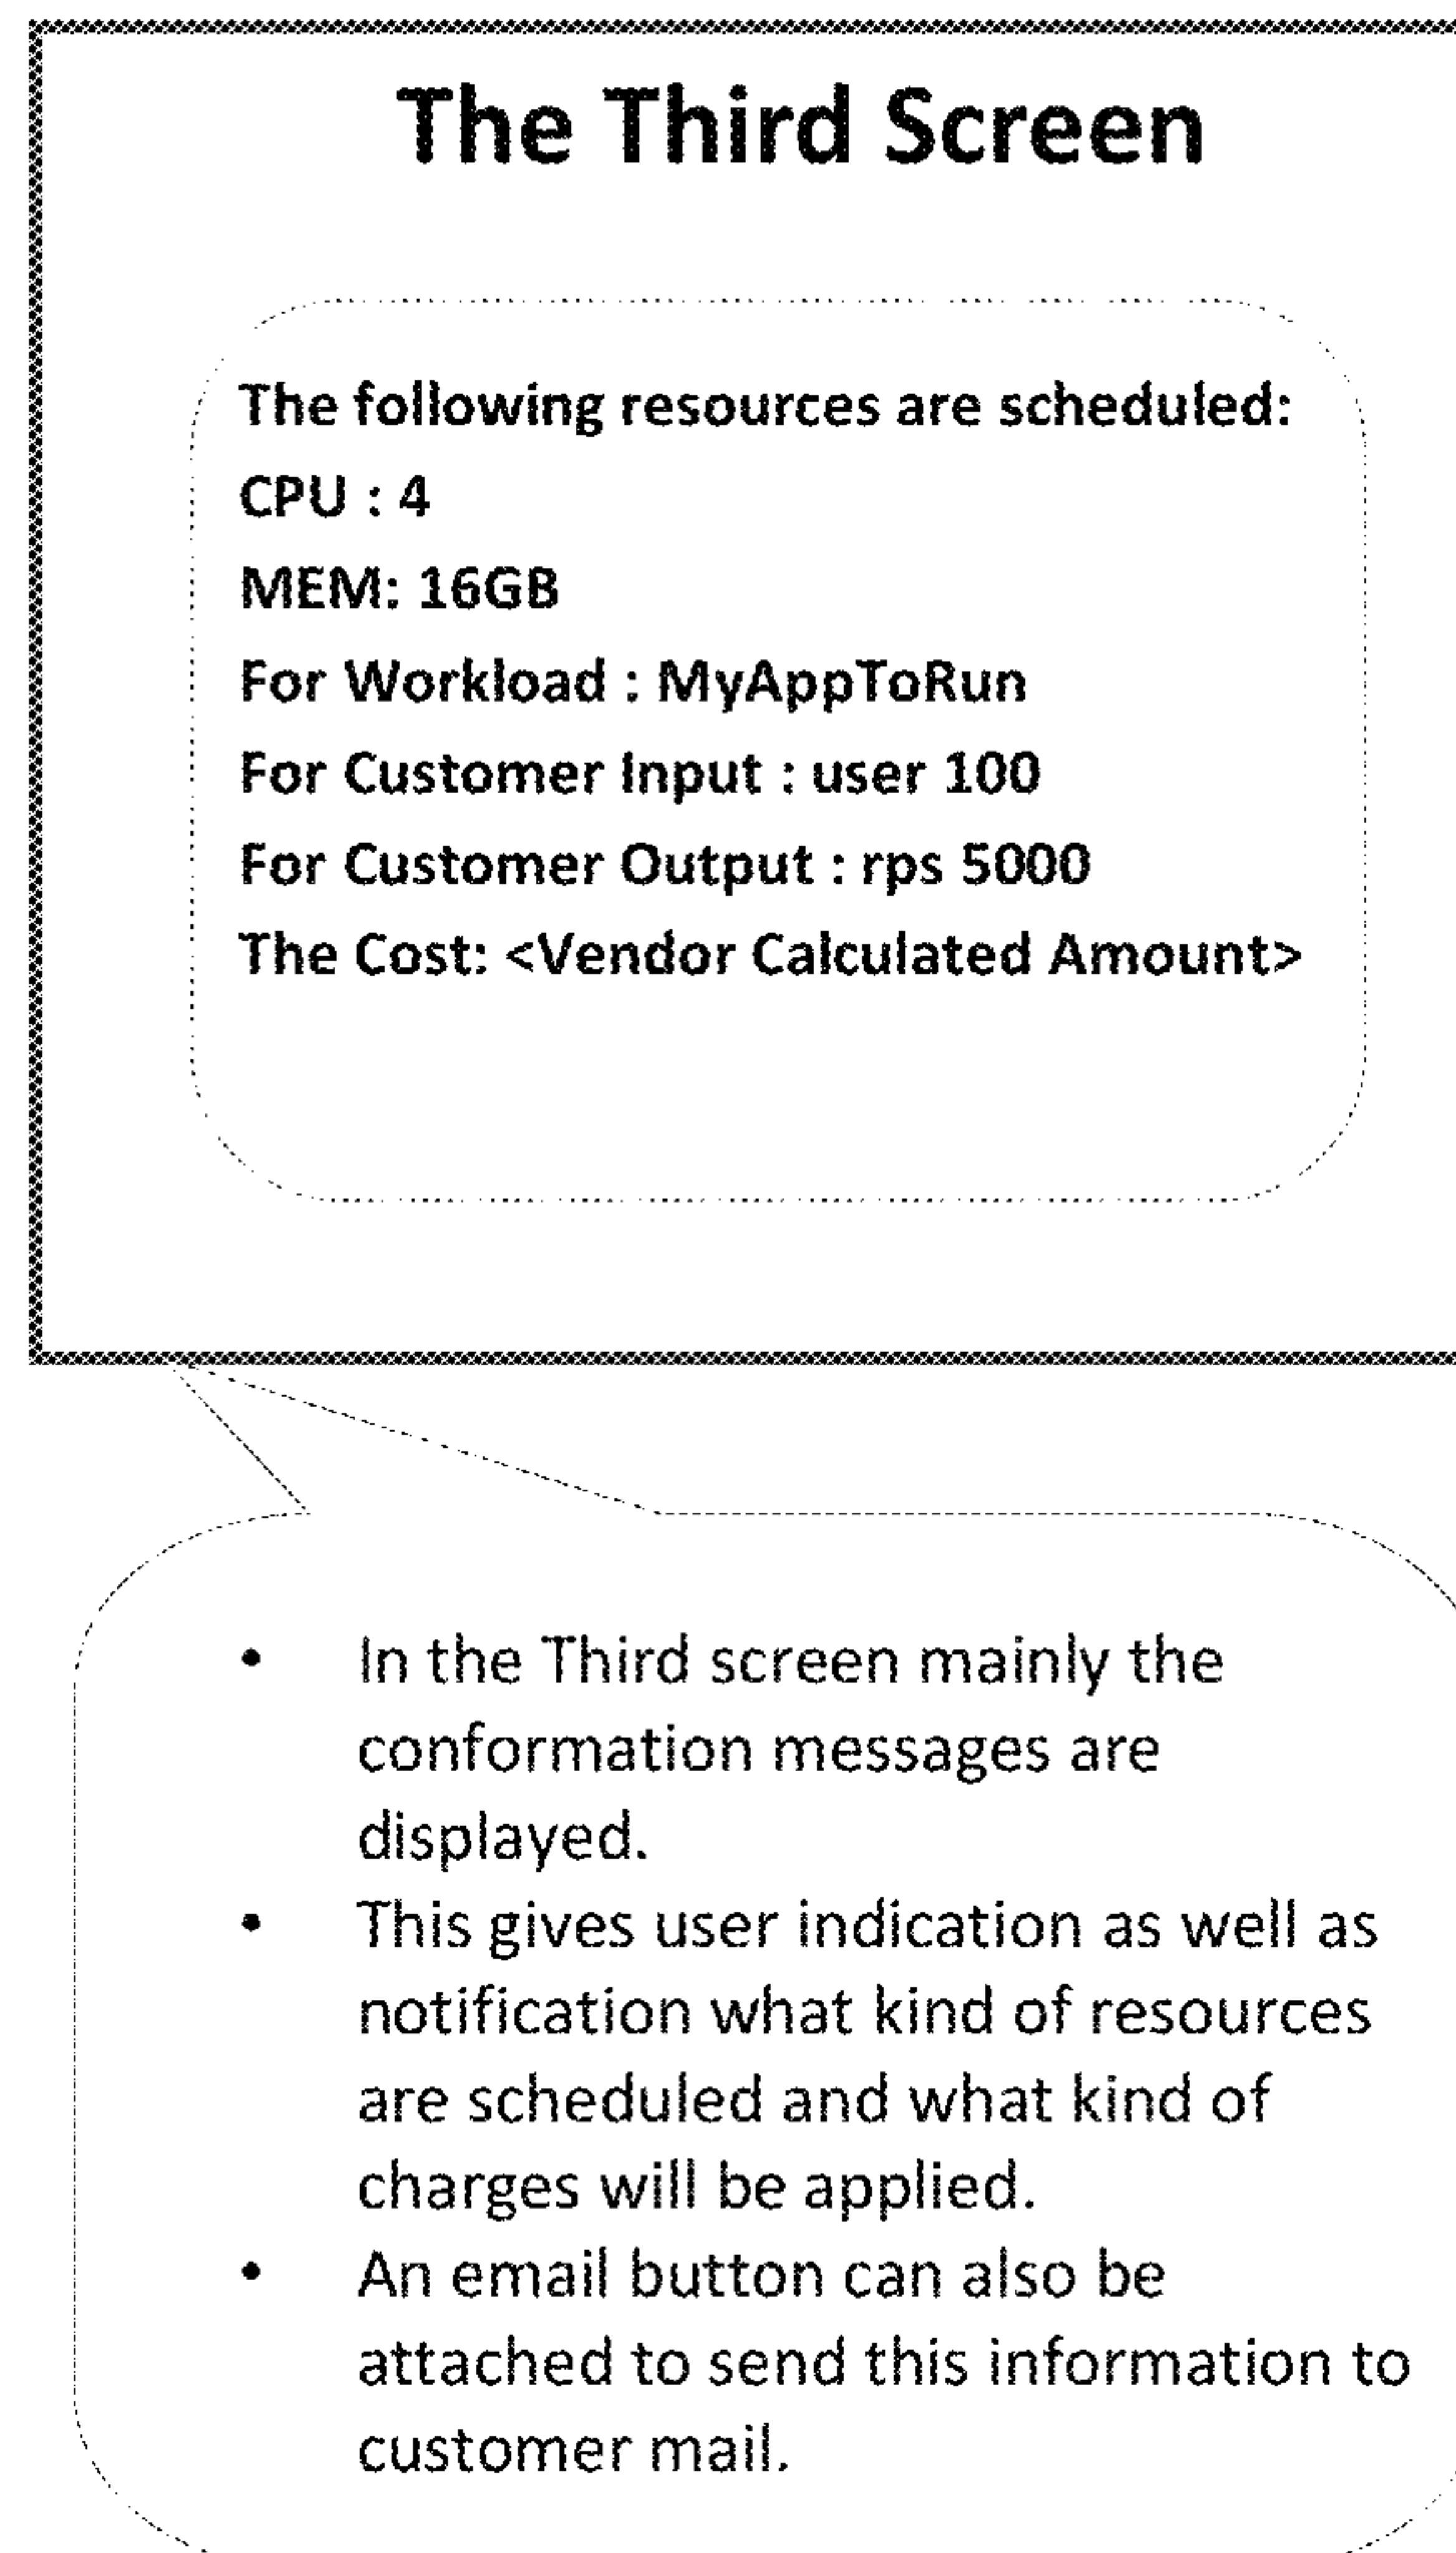 The Third Screen
The following resources are scheduled:
CPU : 4
MEM: 16GB
For Workload : MyAppToRun
For Customer Input : user 100
For Customer Output : rps 5000
The Cost: <Vendor Calculated Amount>
• In the Third screen mainly the
conformation messages are
displayed.
• This gives user indication as well as
notification what kind of resources
are scheduled and what kind of
charges will be applied.
• An email button can also be
attached to send this information to
customer mail.